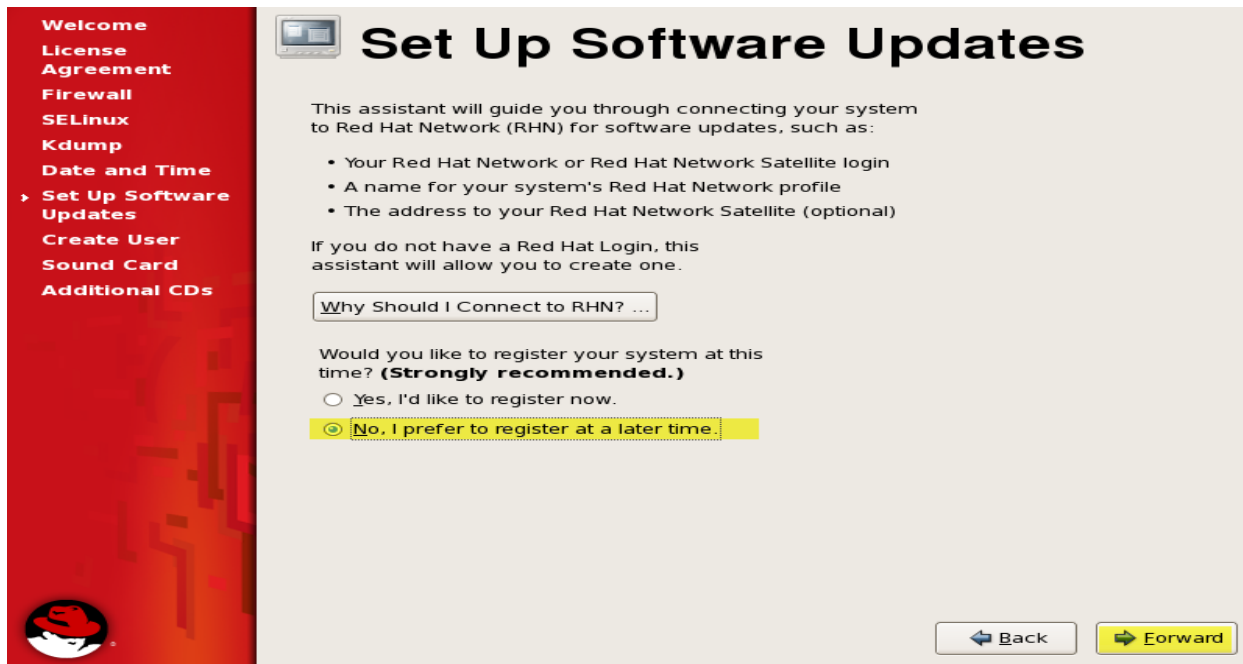 Welcome
License
Agreement
Firewall
SELinux
Kdump
Date and Time
Set Up Software
Updates
Create User
Sound Card
Additional CDs
Set Up Software Updates
This assistant will guide you through connecting your system
to Red Hat Network (RHN) for software updates, such as:
• Your Red Hat Network or Red Hat Network Satellite login
• A name for your system's Red Hat Network profile
• The address to your Red Hat Network Satellite (optional)
If you do not have a Red Hat Login, this
assistant will allow you to create one.
Why Should I Connect to RHN? ...
Would you like to register your system at this
time? (Strongly recommended.)
Yes, I'd like to register now.
No, I prefer to register at a later time.
Back
Forward